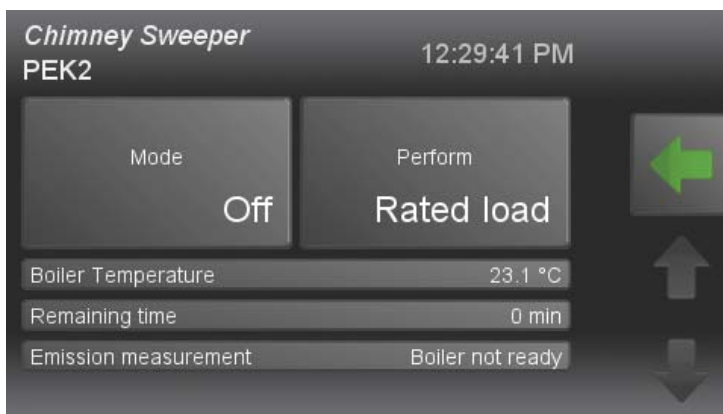 Chimney Sweeper
PEK2
12:29:41 PM
Mode
Off
Perform
Rated load
Boiler Temperature 23.1 °C
Remaining time 0 min
Emission measurement Boiler not ready